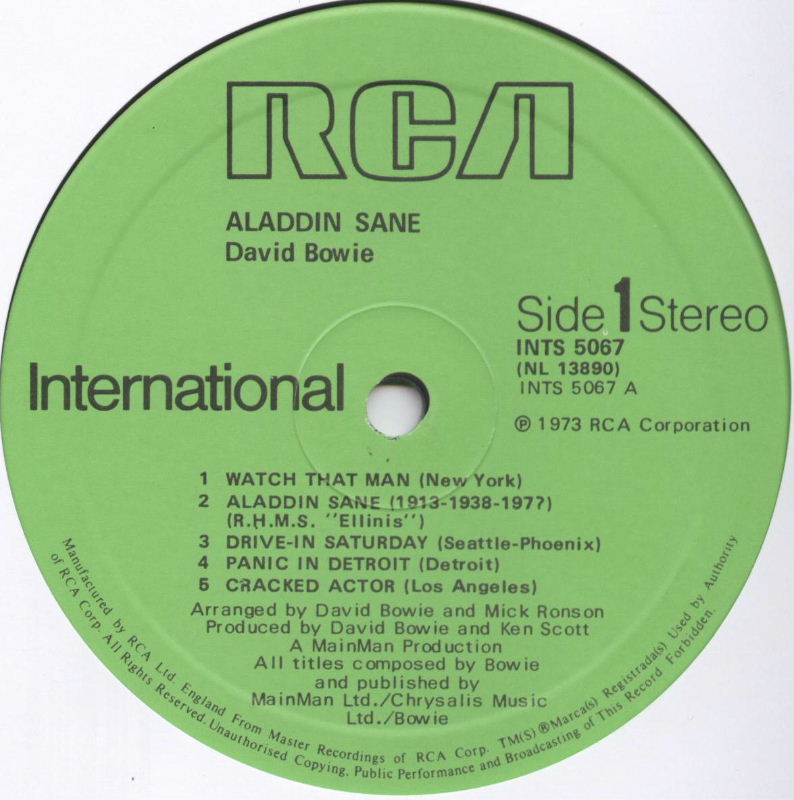 RCA
ALADDIN SANE
David Bowie
Side 1 Stereo
INTS 5067
(NL 13890)
INTS 5067 A
International
℗ 1973 RCA Corporation
1 WATCH THAT MAN (New York)
2 ALADDIN SANE (1913-1938-197?)
(R.H.M.S. "Ellinis")
3 DRIVE-IN SATURDAY (Seattle-Phoenix)
4 PANIC IN DETROIT (Detroit)
5 CRACKED ACTOR (Los Angeles)
Arranged by David Bowie and Mick Ronson
Produced by David Bowie and Ken Scott
A MainMan Production
All titles composed by Bowie
and published by
MainMan Ltd./Chrysalis Music
Ltd./Bowie
Manufactured by RCA Ltd. England From Master Recordings of RCA Corp. TM(S) ® Marca(s) Registrada(s) Used by Authority
of RCA Corp. All Rights Reserved. Unauthorised Copying, Public Performance and Broadcasting of This Record Forbidden.